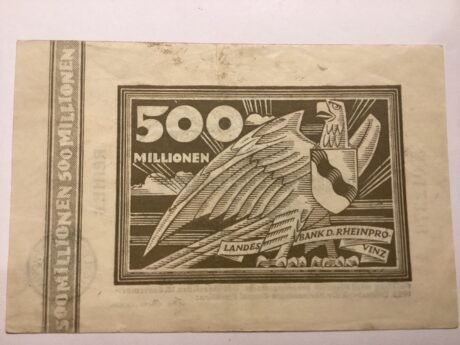 500 MILLIONEN 500 MILLIONEN
500
MILLIONEN
LANDES
BANK D. RHEINPRO
VINZ